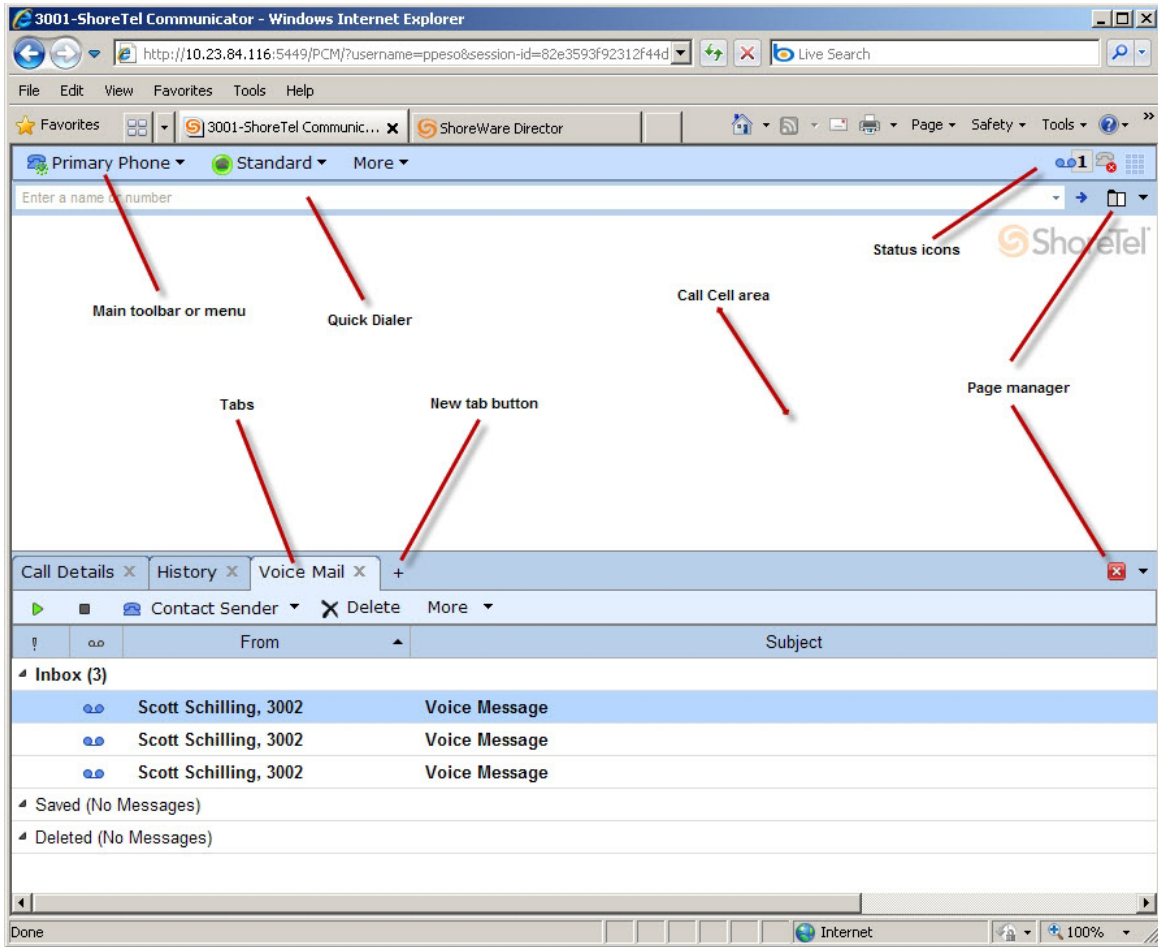 3001-ShoreTel Communicator - Windows Internet Explorer
http://10.23.84.116:5449/PCM/?username=ppeso&session-id=82e3593f92312f44d
Live Search
File Edit View Favorites Tools Help
Favorites
3001-ShoreTel Communic...
ShoreWare Director
Page Safety Tools
Primary Phone
Standard
More
1
Enter a name or number
ShoreTel
Status icons
Call Cell area
Main toolbar or menu
Quick Dialer
Page manager
Tabs
New tab button
Call Details X
History X
Voice Mail X
+
Contact Sender
Delete
More
From
Subject
Inbox (3)
Scott Schilling, 3002 Voice Message
Scott Schilling, 3002 Voice Message
Scott Schilling, 3002 Voice Message
Saved (No Messages)
Deleted (No Messages)
Done
Internet
100%